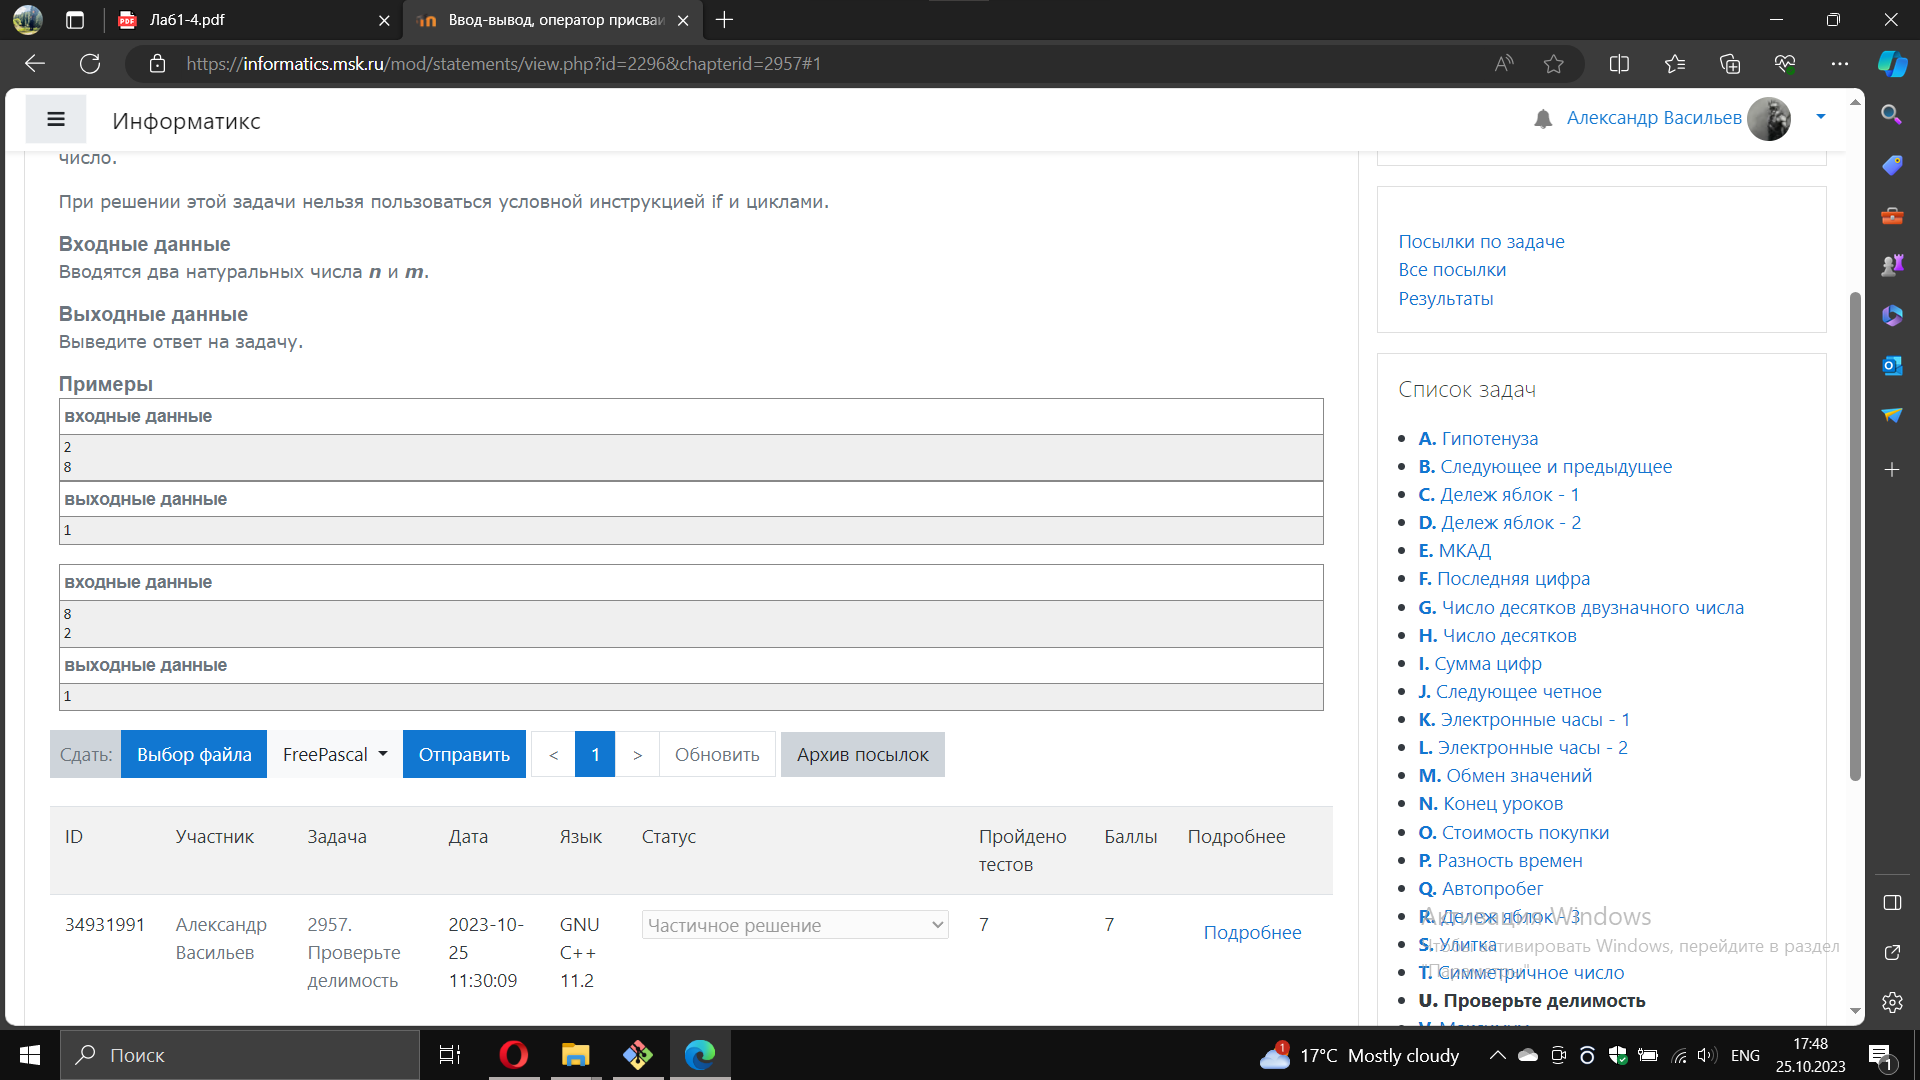 Лаб1-4.pdf
Ввод-вывод, оператор присваи
https://informatics.msk.ru/mod/statements/view.php?id=2296&chapterid=2957#1
Информатикс
Александр Васильев
число.
При решении этой задачи нельзя пользоваться условной инструкцией if и циклами.
Входные данные
Вводятся два натуральных числа n и m.
Выходные данные
Выведите ответ на задачу.
Примеры
входные данные
2
8
выходные данные
1
входные данные
8
2
выходные данные
1
Сдать: Выбор файла FreePascal Отправить < 1 > Обновить Архив посылок
ID Участник Задача Дата Язык Статус Пройдено тестов Баллы Подробнее
34931991 Александр Васильев 2957. Проверьте делимость 2023-10-25 11:30:09 GNU C++ 11.2 Частичное решение 7 7 Подробнее
Посылки по задаче
Все посылки
Результаты
Список задач
A. Гипотенуза
B. Следующее и предыдущее
C. Дележ яблок - 1
D. Дележ яблок - 2
E. МКАД
F. Последняя цифра
G. Число десятков двузначного числа
H. Число десятков
I. Сумма цифр
J. Следующее четное
K. Электронные часы - 1
L. Электронные часы - 2
M. Обмен значений
N. Конец уроков
O. Стоимость покупки
P. Разность времен
Q. Автопробег
R. Дележ яблок - 3
S. Улитка
T. Симметричное число
U. Проверьте делимость
Активация Windows
Чтобы активировать Windows, перейдите в раздел
"Параметры".
Поиск
1
17°C Mostly cloudy
ENG
17:48
25.10.2023
1